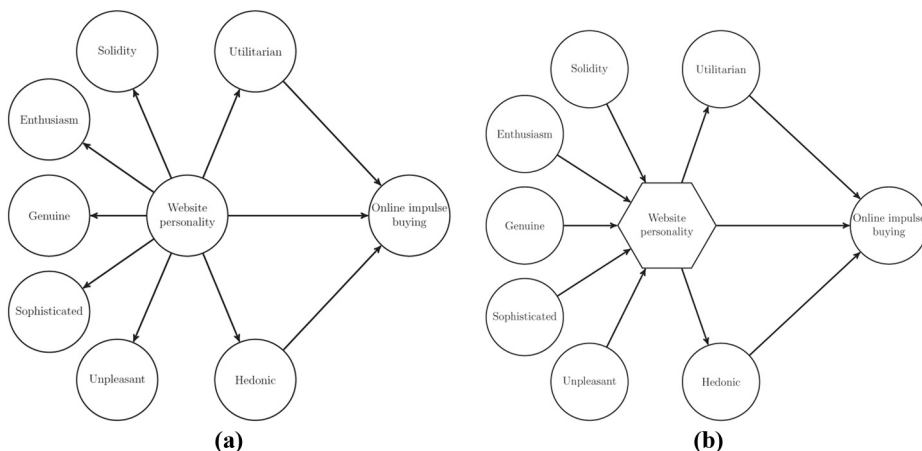 Solidity
Utilitarian
Enthusiasm
Genuine
Website
personality
Online impulse
buying
Sophisticated
Unpleasant
Hedonic
(a)
Solidity
Utilitarian
Enthusiasm
Genuine
Website
personality
Online impulse
buying
Sophisticated
Unpleasant
Hedonic
(b)